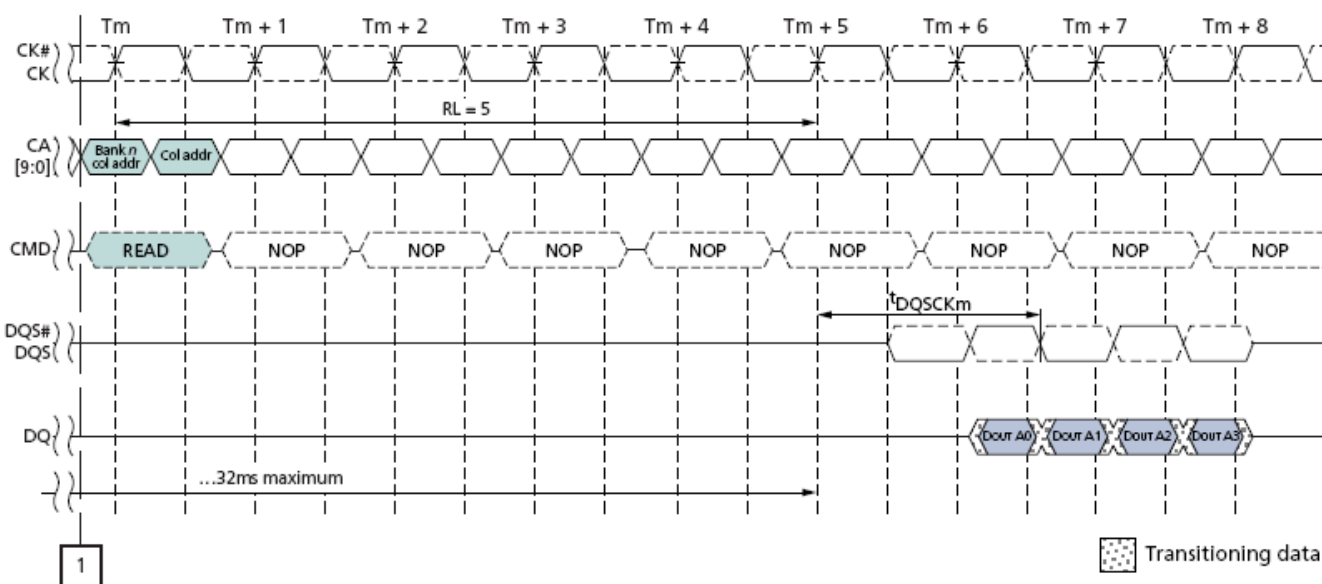 Tm Tm + 1 Tm + 2 Tm + 3 Tm + 4 Tm + 5 Tm + 6 Tm + 7 Tm + 8
CK#
CK
RL = 5
CA
[9:0]
Bank n
col addr
Col addr
CMD READ NOP NOP NOP NOP NOP NOP NOP NOP
tDQSCKm
DQS#
DQS
DQ DOUT A0 DOUT A1 DOUT A2 DOUT A3
...32ms maximum
1
Transitioning data